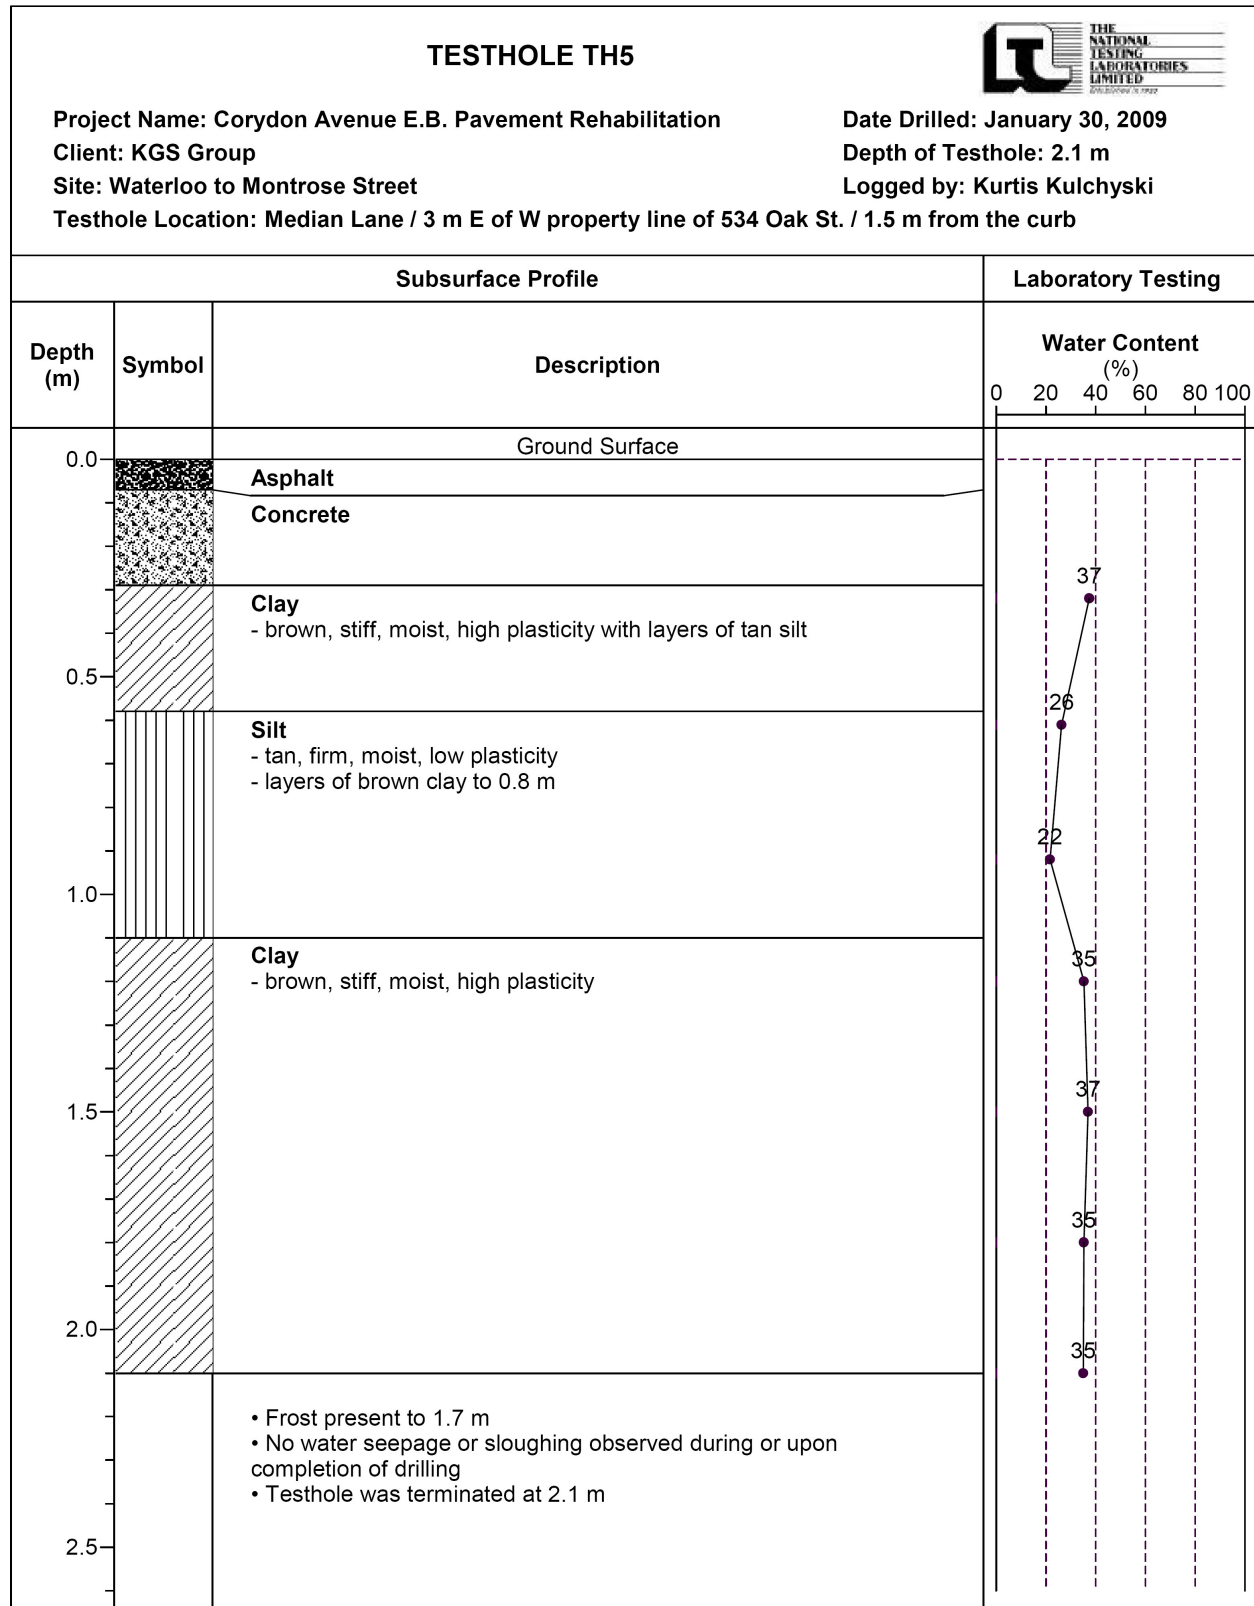 TESTHOLE TH5
THE
NATIONAL
TESTING
LABORATORIES
LIMITED
Project Name: Corydon Avenue E.B. Pavement Rehabilitation
Date Drilled: January 30, 2009
Client: KGS Group
Depth of Testhole: 2.1 m
Site: Waterloo to Montrose Street
Logged by: Kurtis Kulchyski
Testhole Location: Median Lane / 3 m E of W property line of 534 Oak St. / 1.5 m from the curb
Subsurface Profile
Laboratory Testing
Depth
(m)
Symbol
Description
Water Content
(%)
0 20 40 60 80 100
Ground Surface
0.0
Asphalt
Concrete
37
Clay
- brown, stiff, moist, high plasticity with layers of tan silt
0.5
26
Silt
- tan, firm, moist, low plasticity
- layers of brown clay to 0.8 m
22
1.0
Clay
35
- brown, stiff, moist, high plasticity
37
1.5
35
2.0
35
• Frost present to 1.7 m
• No water seepage or sloughing observed during or upon
completion of drilling
• Testhole was terminated at 2.1 m
2.5